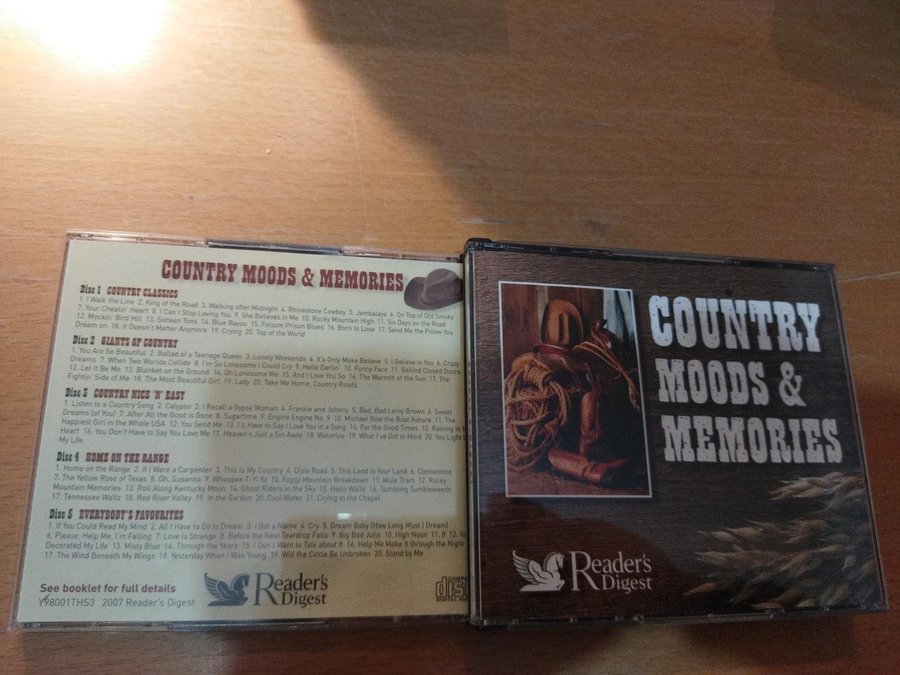 COUNTRY MOODS & MEMORIES
Disc 1 COUNTRY CLASSICS
1. I Walk the Line 2. King of the Road 3. Walking after Midnight 4. Rhinestone Cowboy 5. Jambalaya 6. On Top of Old Smoky
7. Your Cheatin' Heart 8. I Can't Stop Loving You 9. She Believes in Me 10. Rocky Mountain High 11. Six Days on the Road
12. Mockin' Bird Hill 13. Sixteen Tons 14. Blue Bayou 15. Folsom Prison Blues 16. Born to Lose 17. Send Me the Pillow You
Dream on 18. It Doesn't Matter Anymore 19. Crying 20. Top of the World
Disc 2 GIANTS OF COUNTRY
1. You Are So Beautiful 2. Ballad of a Teenage Queen 3. Lonely Weekends 4. It's Only Make Believe 5. I Believe in You 6. Crazy
Dreams 7. When Two Worlds Collide 8. I'm So Lonesome I Could Cry 9. Hello Darlin' 10. Funny Face 11. Behind Closed Doors
12. Let It Be Me 13. Blanket on the Ground 14. Oh Lonesome Me 15. And I Love You So 16. The Warmth of the Sun 17. The
Fightin' Side of Me 18. The Most Beautiful Girl 19. Lady 20. Take Me Home, Country Roads
Disc 3 COUNTRY NICE 'N' EASY
1. Listen to a Country Song 2. Calypso 3. I Recall a Gypsy Woman 4. Frankie and Johnny 5. Bad, Bad Leroy Brown 6. Sweet
Dreams (of You) 7. After All the Good is Gone 8. Sugartime 9. Engine Engine No. 9 10. Michael Row the Boat Ashore 11. The
Happiest Girl in the Whole USA 12. You Send Me 13. I'll Have to Say I Love You in a Song 14. For the Good Times 15. Raining in M
Heart 16. You Don't Have to Say You Love Me 17. Heaven's Just a Sin Away 18. Waterloo 19. What I've Got in Mind 20. You Light
My Life
Disc 4 HOME ON THE RANGE
1. Home on the Range 2. If I Were a Carpenter 3. This is My Country 4. Dixie Road 5. This Land Is Your Land 6. Clementine
7. The Yellow Rose of Texas 8. Oh, Susanna 9. Whoopee Ti Yi Yo 10. Foggy Mountain Breakdown 11. Mule Train 12. Rocky
Mountain Memories 13. Roll Along Kentucky Moon 14. Ghost Riders in the Sky 15. Hello Walls 16. Tumbling Tumbleweeds
17. Tennessee Waltz 18. Red River Valley 19. In the Garden 20. Cool Water 21. Crying in the Chapel
Disc 5 EVERYBODY'S FAVOURITES
1. If You Could Read My Mind 2. All I Have to Do Is Dream 3. I Got a Name 4. Cry 5. Dream Baby (How Long Must I Dream)
6. Please, Help Me, I'm Falling 7. Love Is Strange 8. Before the Next Teardrop Falls 9. Big Bad John 10. High Noon 11. If
Decorated My Life 13. Misty Blue 14. Through the Years 15. I Don't Want to Talk about It 16. Help Me Make It through the Night
17. The Wind Beneath My Wings 18. Yesterday When I Was Young 19. Will the Circle Be Unbroken 20. Stand by Me
See booklet for full details
Y98001THS3 2007 Reader's Digest
Reader's
Digest
COUNTRY
MOODS &
MEMORIES
Reader's
Digest